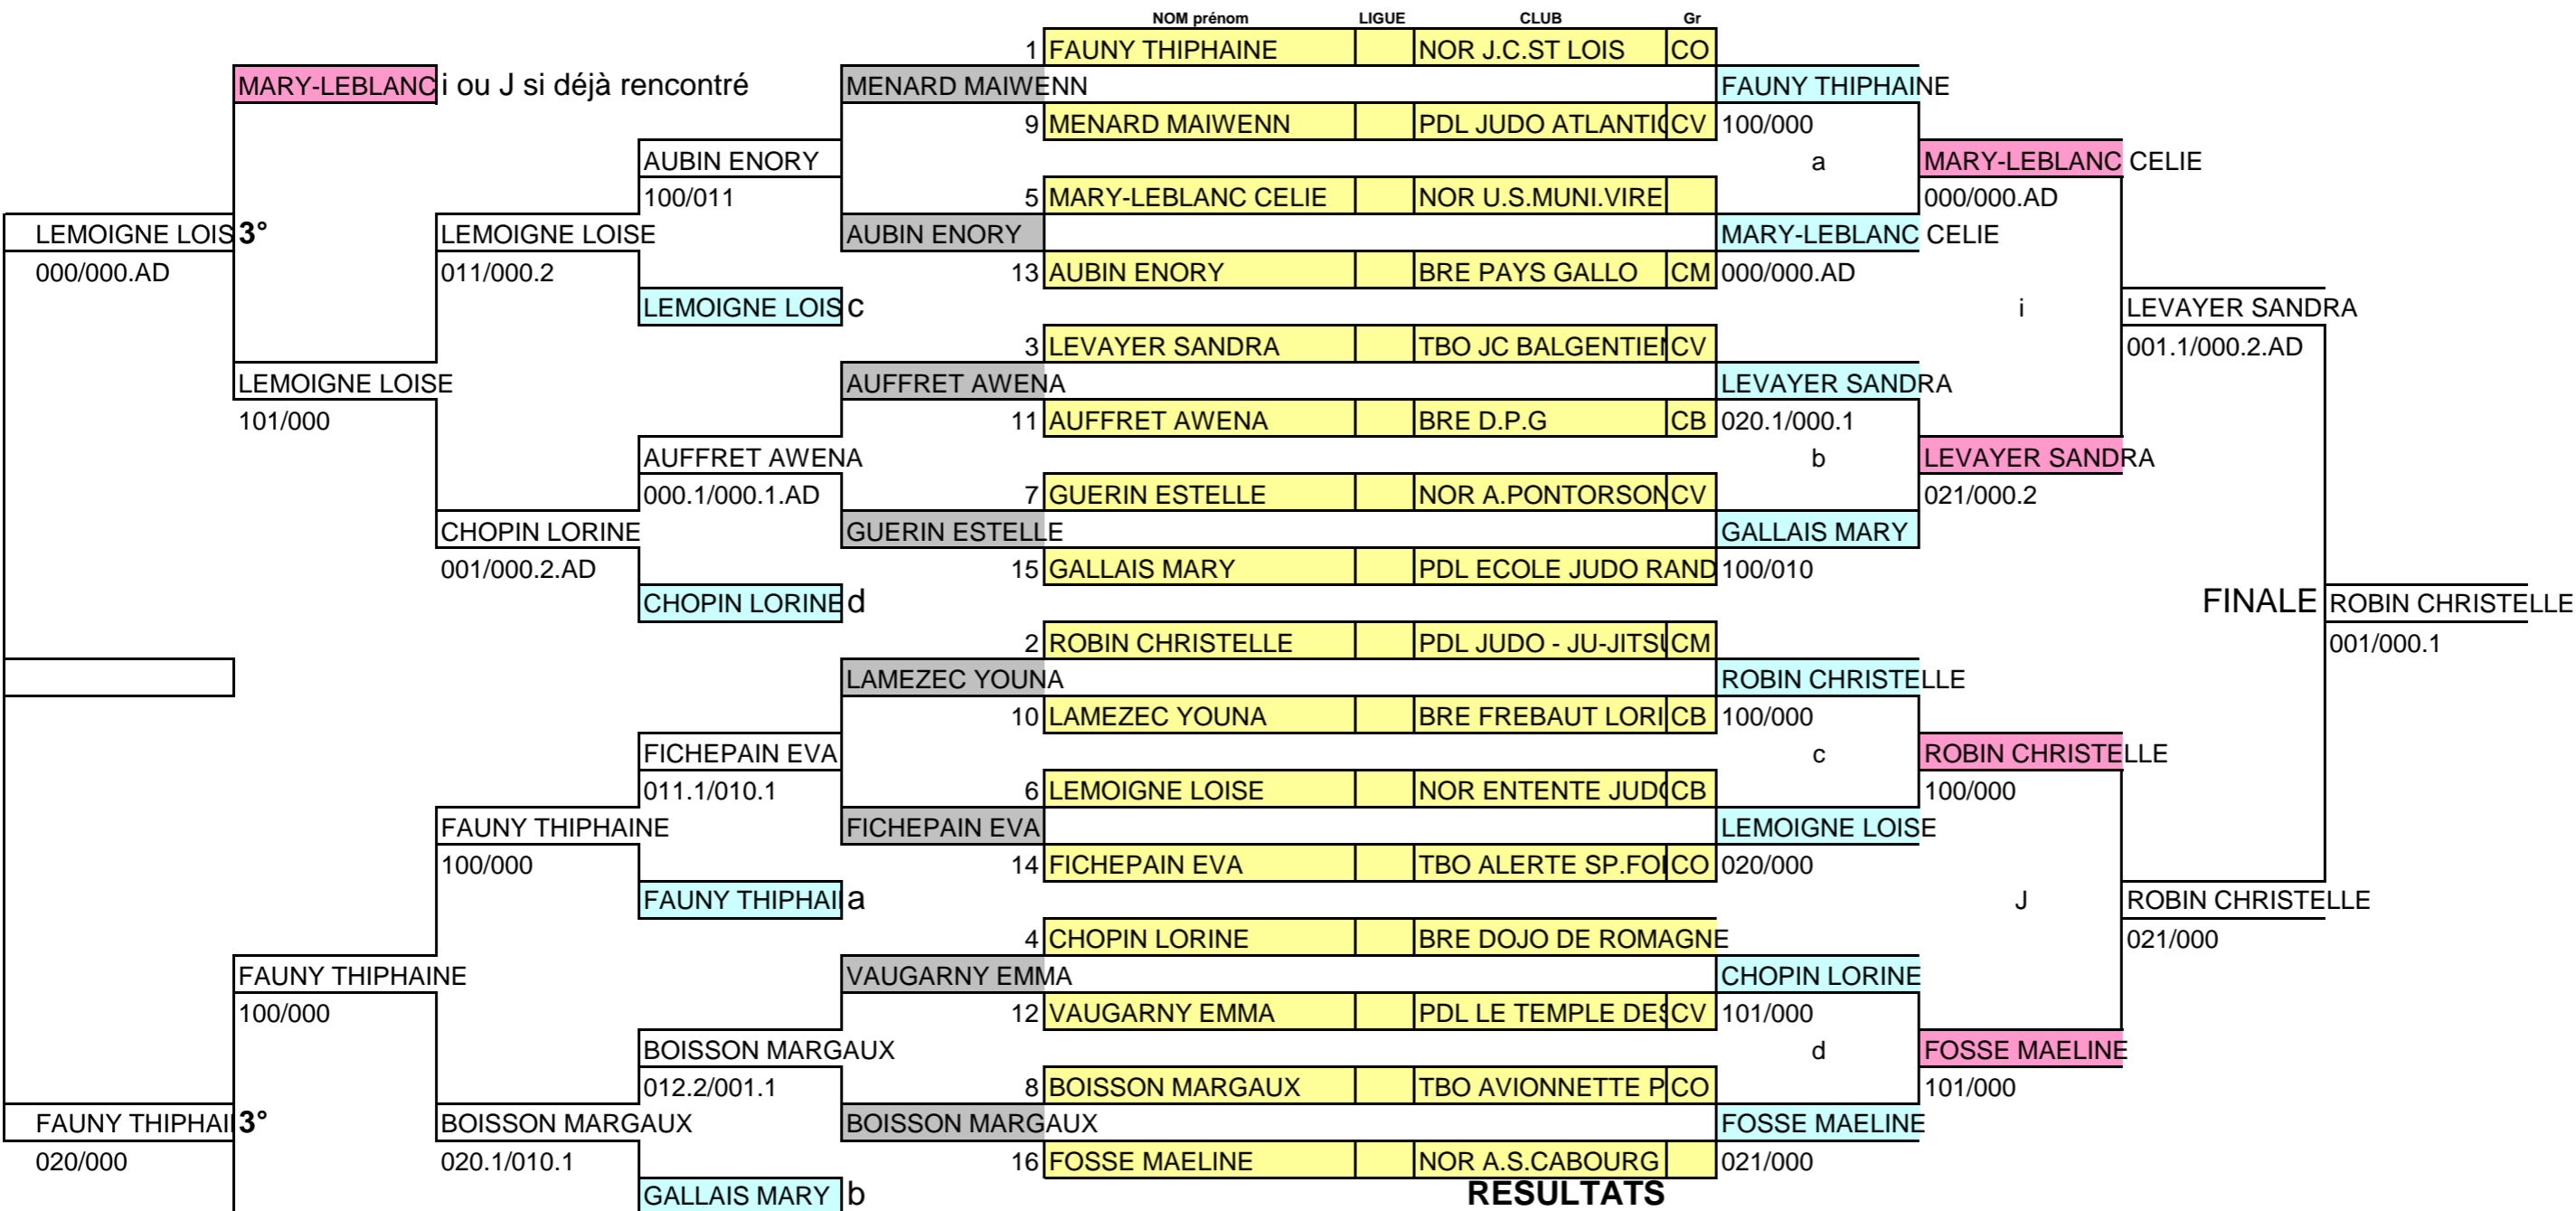 NOM prénom LIGUE CLUB Gr
1 FAUNY THIPHAINE NOR J.C.ST LOIS CO
MARY-LEBLANC i ou J si déjà rencontré MENARD MAIWENN FAUNY THIPHAINE
9 MENARD MAIWENN PDL JUDO ATLANTI CV 100/000
AUBIN ENORY a MARY-LEBLANC CELIE
100/011 5 MARY-LEBLANC CELIE NOR U.S.MUNI.VIRE 000/000.AD
LEMOIGNE LOIS 3° LEMOIGNE LOISE AUBIN ENORY MARY-LEBLANC CELIE
000/000.AD 011/000.2 13 AUBIN ENORY BRE PAYS GALLO CM 000/000.AD
LEMOIGNE LOIS c i LEVAYER SANDRA
3 LEVAYER SANDRA TBO JC BALGENTIE CV 001.1/000.2.AD
LEMOIGNE LOISE AUFFRET AWENA LEVAYER SANDRA
101/000 11 AUFFRET AWENA BRE D.P.G CB 020.1/000.1
AUFFRET AWENA b LEVAYER SANDRA
000.1/000.1.AD 7 GUERIN ESTELLE NOR A.PONTORSON CV 021/000.2
CHOPIN LORINE GUERIN ESTELLE GALLAIS MARY
001/000.2.AD 15 GALLAIS MARY PDL ECOLE JUDO RAND 100/010
CHOPIN LORINE d FINALE ROBIN CHRISTELLE
2 ROBIN CHRISTELLE PDL JUDO - JU-JITSU CM 001/000.1
LAMEZEC YOUNA ROBIN CHRISTELLE
10 LAMEZEC YOUNA BRE FREBAUT LORI CB 100/000
FICHEPAIN EVA c ROBIN CHRISTELLE
011.1/010.1 6 LEMOIGNE LOISE NOR ENTENTE JUDO CB 100/000
FAUNY THIPHAINE FICHEPAIN EVA LEMOIGNE LOISE
100/000 14 FICHEPAIN EVA TBO ALERTE SP.FO CO 020/000
FAUNY THIPHAI a J ROBIN CHRISTELLE
4 CHOPIN LORINE BRE DOJO DE ROMAGNE 021/000
FAUNY THIPHAINE VAUGARNY EMMA CHOPIN LORINE
100/000 12 VAUGARNY EMMA PDL LE TEMPLE DES CV 101/000
BOISSON MARGAUX d FOSSE MAELINE
012.2/001.1 8 BOISSON MARGAUX TBO AVIONNETTE P CO 101/000
FAUNY THIPHAI 3° BOISSON MARGAUX BOISSON MARGAUX FOSSE MAELINE
020/000 020.1/010.1 16 FOSSE MAELINE NOR A.S.CABOURG 021/000
GALLAIS MARY b RESULTATS